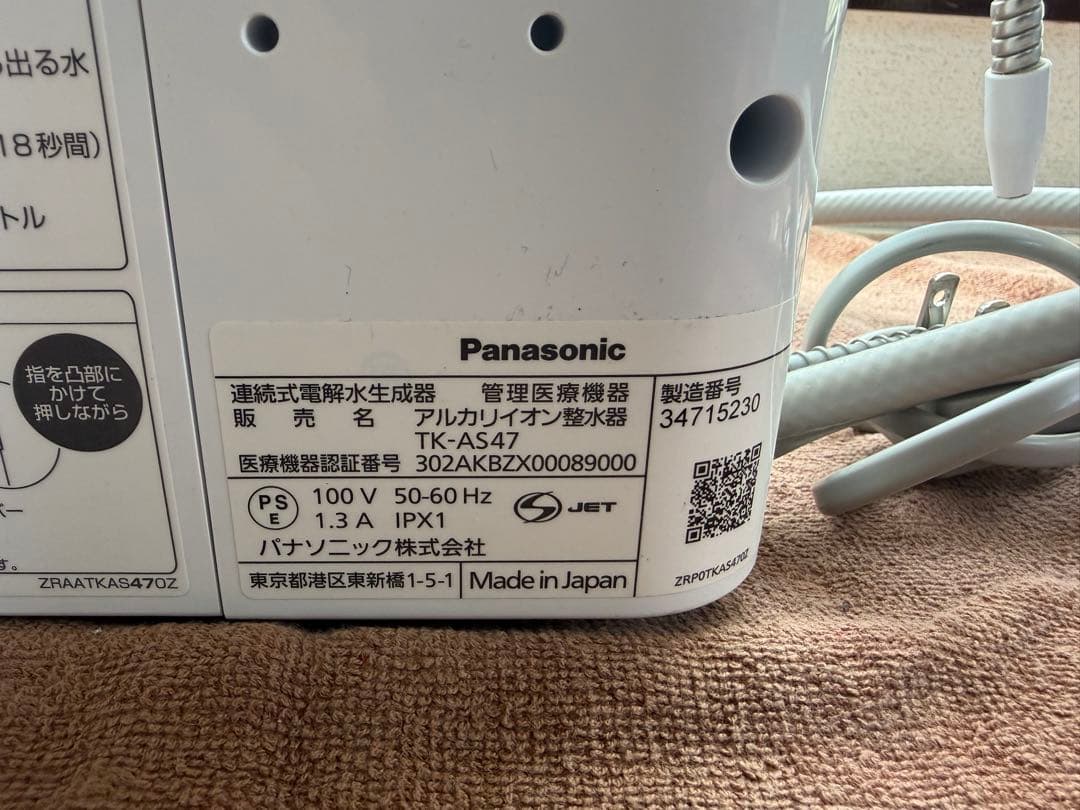 ら出る水
18秒間)
トル
指を凸部に
かけて
押しながら
バー
す。
ZRAATKAS470Z
Panasonic
連続式電解水生成器 管理医療機器
販売名 アルカリイオン整水器
TK-AS47
医療機器認証番号 302AKBZX00089000
製造番号
34715230
PS
E
100 V 50-60 Hz
1.3 A IPX1
JET
パナソニック株式会社
東京都港区東新橋1-5-1
Made in Japan
ZRP0TKAS470Z